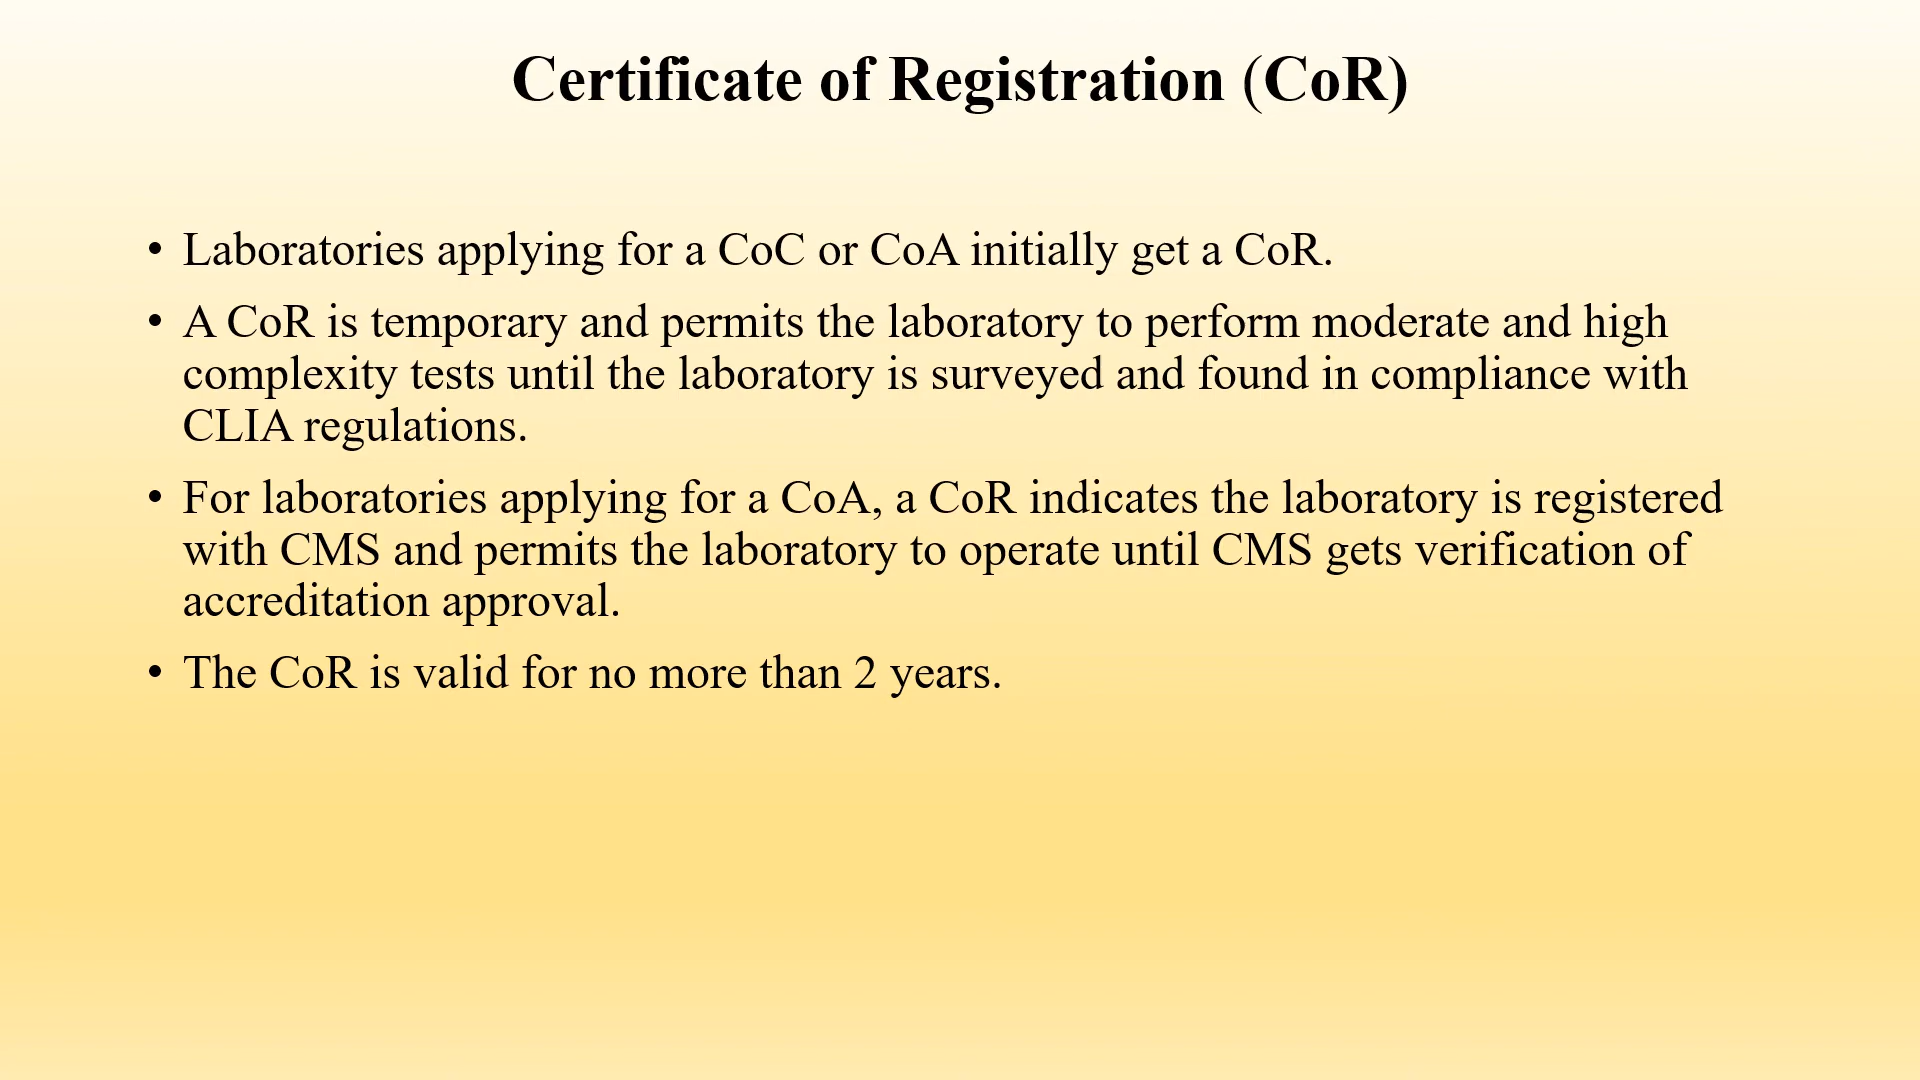 Certificate of Registration (CoR)
• Laboratories applying for a CoC or CoA initially get a CoR.
• A CoR is temporary and permits the laboratory to perform moderate and high
complexity tests until the laboratory is surveyed and found in compliance with
CLIA regulations.
• For laboratories applying for a CoA, a CoR indicates the laboratory is registered
with CMS and permits the laboratory to operate until CMS gets verification of
accreditation approval.
• The CoR is valid for no more than 2 years.